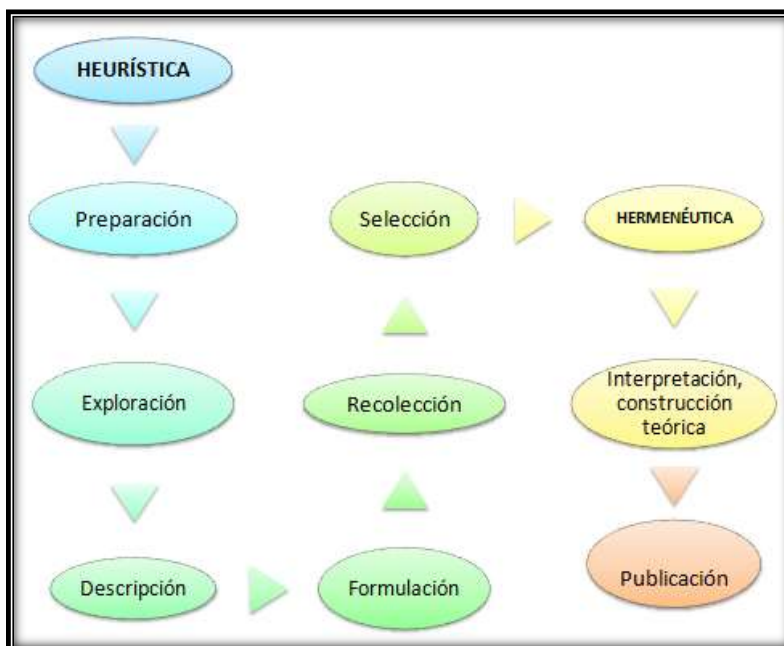 HEURÍSTICA
Preparación
Exploración
Descripción
Formulación
Recolección
Selección
HERMENÉUTICA
Interpretación,
construcción
teórica
Publicación